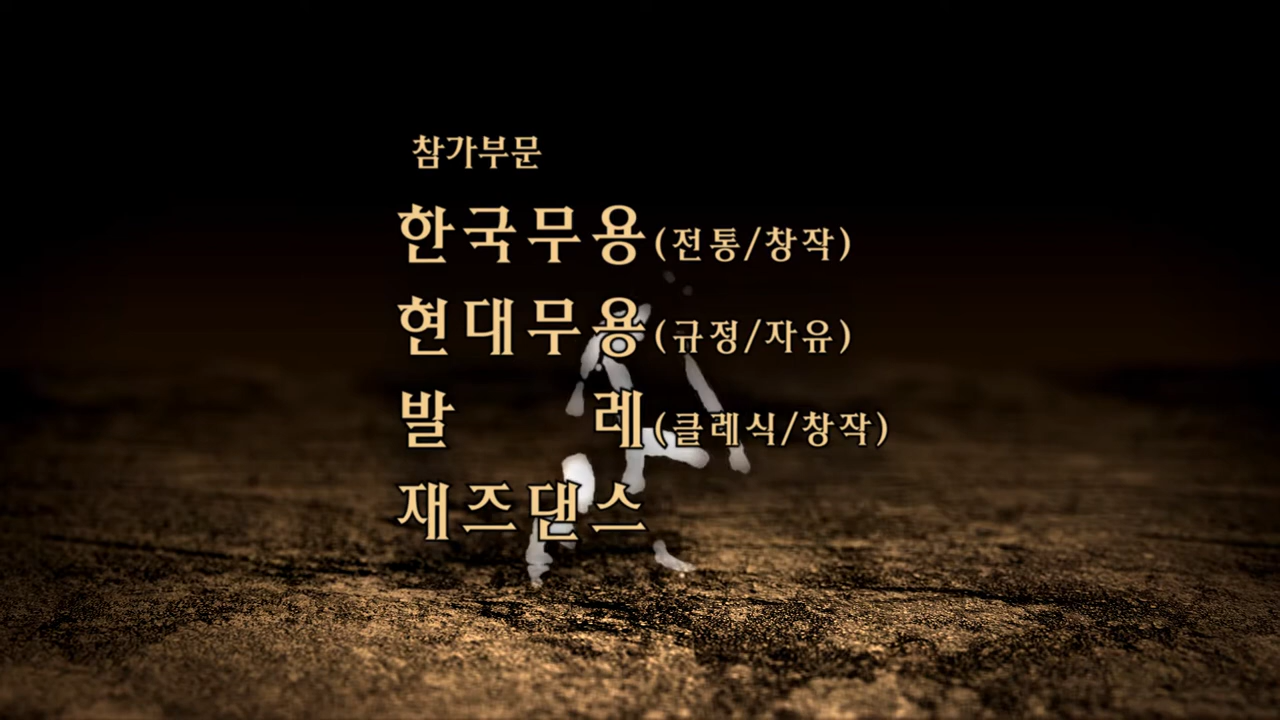 참가부문
한국무용(전통/창작)
현대무용(규정/자유)
발 레(클레식/창작)
재즈댄스